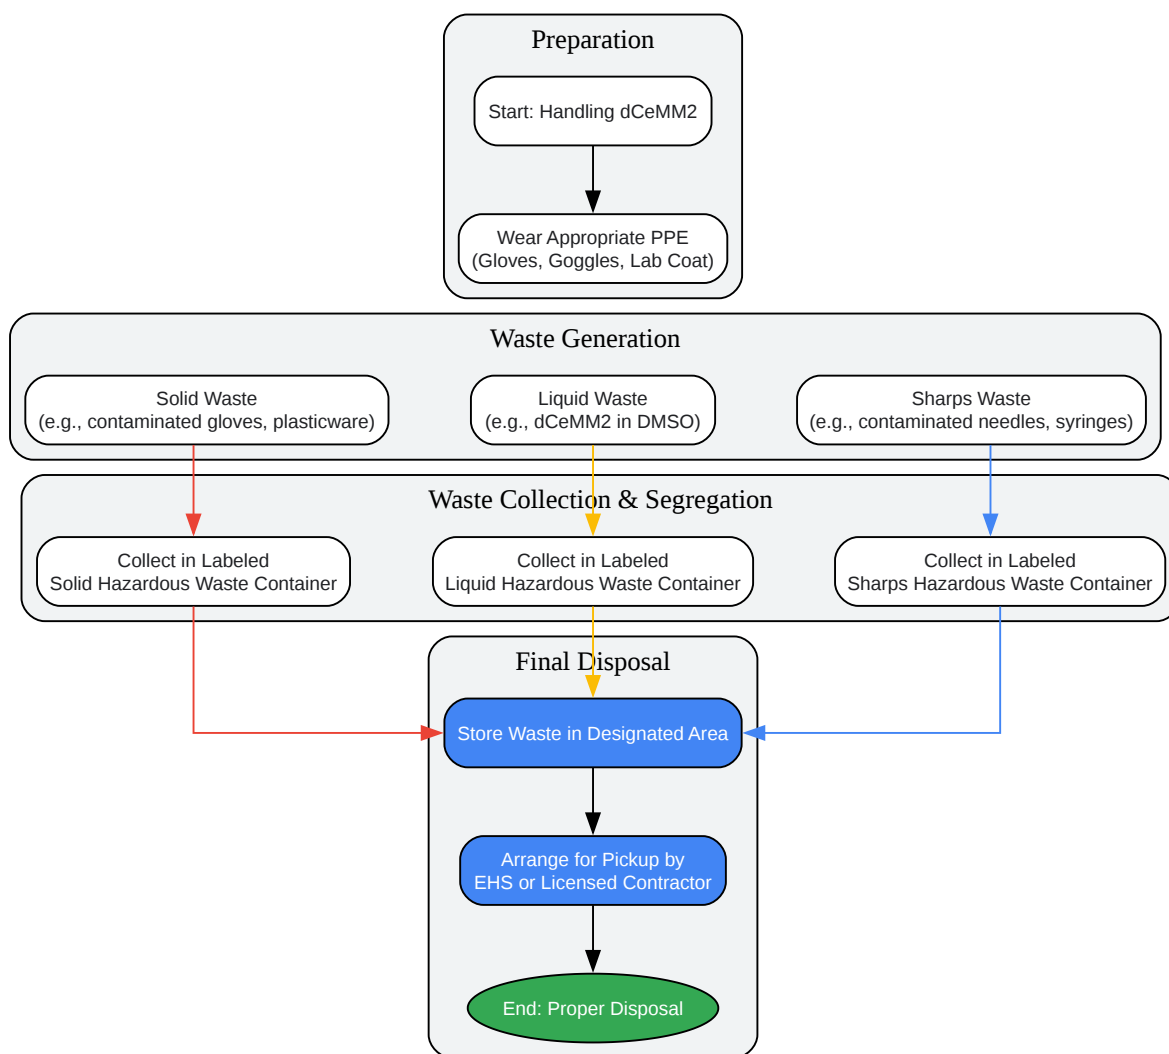 Preparation
Start: Handling dCeMM2
Wear Appropriate PPE
(Gloves, Goggles, Lab Coat)
Waste Generation
Solid Waste
(e.g., contaminated gloves, plasticware)
Liquid Waste
(e.g., dCeMM2 in DMSO)
Sharps Waste
(e.g., contaminated needles, syringes)
Waste Collection & Segregation
Collect in Labeled
Solid Hazardous Waste Container
Collect in Labeled
Liquid Hazardous Waste Container
Collect in Labeled
Sharps Hazardous Waste Container
Final Disposal
Store Waste in Designated Area
Arrange for Pickup by
EHS or Licensed Contractor
End: Proper Disposal